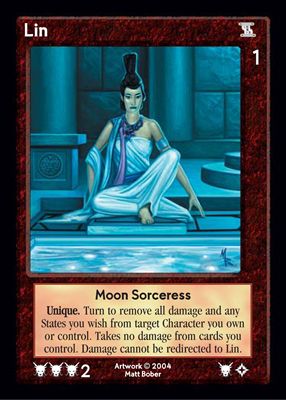 Lin
1
Moon Sorceress
Unique. Turn to remove all damage and any
States you wish from target Character you own
or control. Takes no damage from cards you
control. Damage cannot be redirected to Lin.
2
Artwork © 2004
Matt Bober